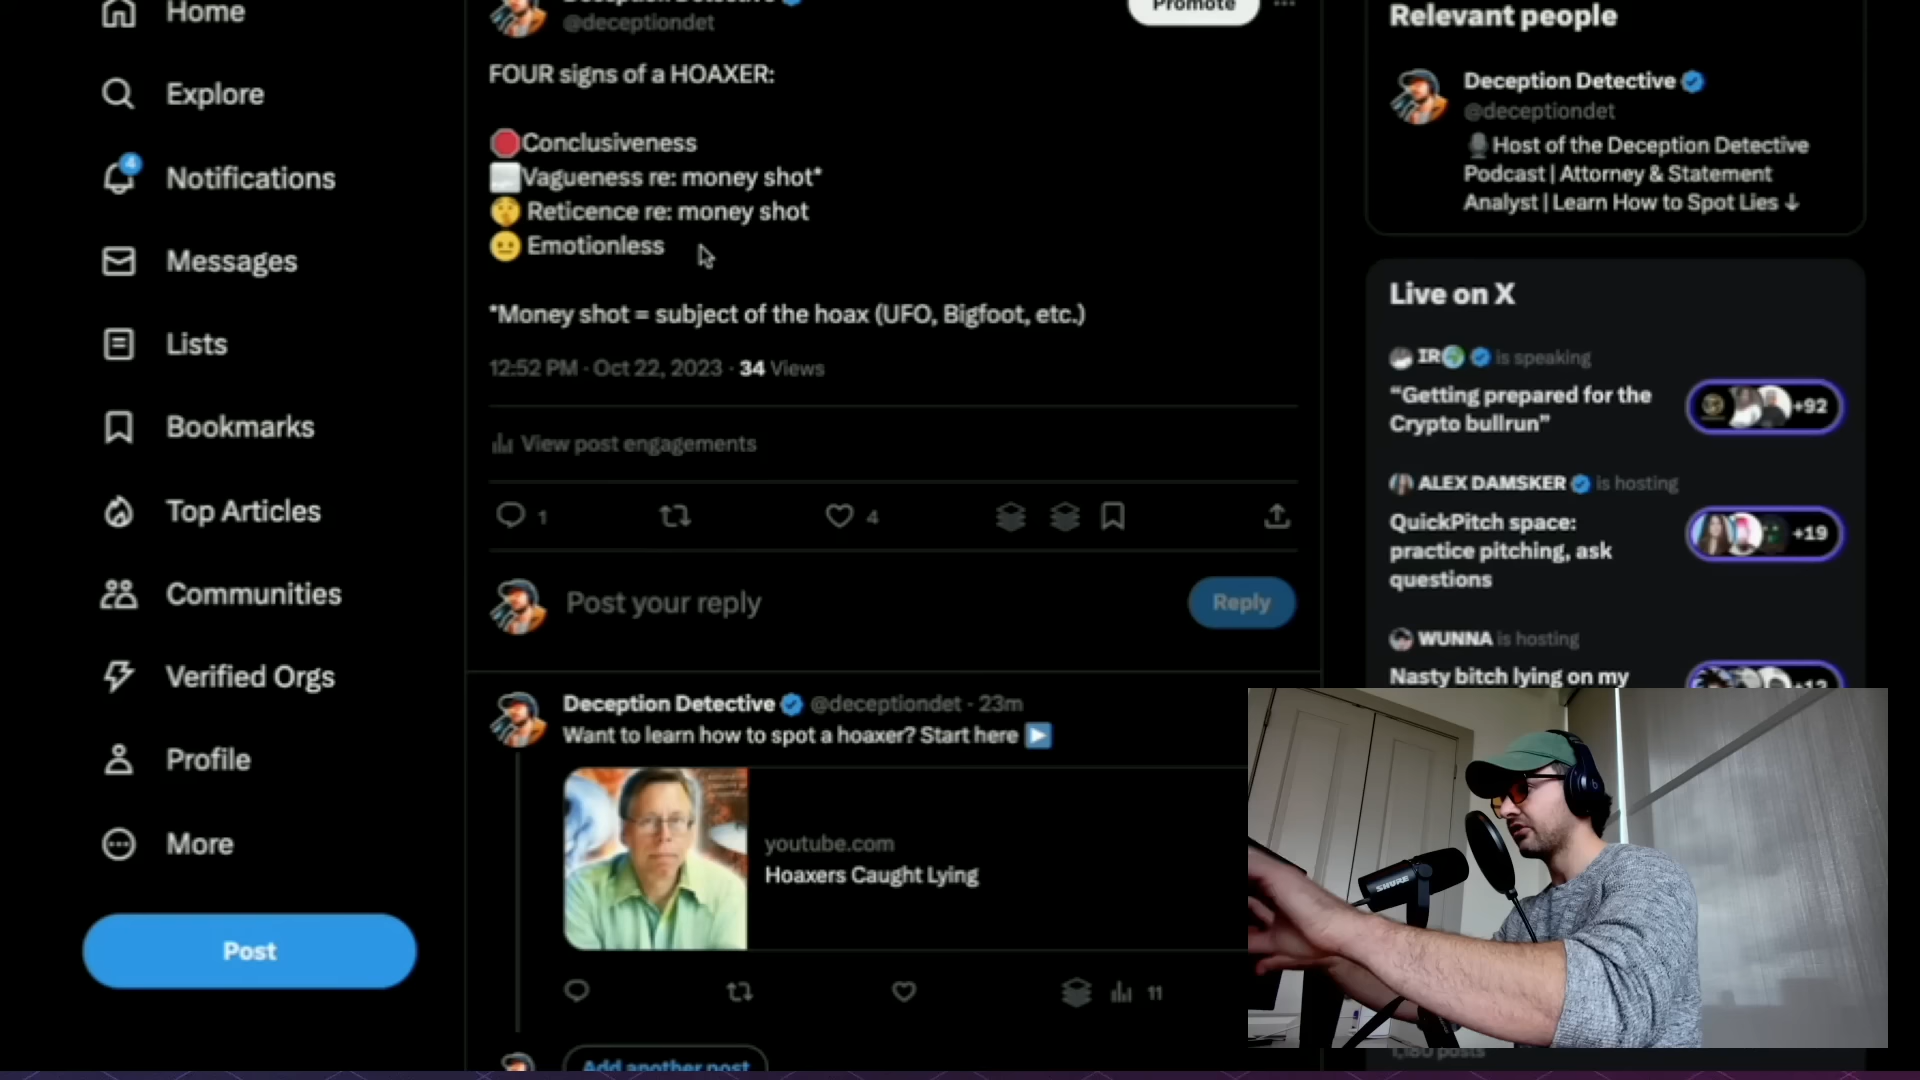 Home
Explore
4
Notifications
Messages
Lists
Bookmarks
Top Articles
Communities
Verified Orgs
Profile
More
Post
@deceptiondet
Promote
FOUR signs of a HOAXER:
Conclusiveness
Vagueness re: money shot*
Reticence re: money shot
Emotionless
*Money shot = subject of the hoax (UFO, Bigfoot, etc.)
12:52 PM · Oct 22, 2023 · 34 Views
View post engagements
1
4
Post your reply
Reply
Deception Detective @deceptiondet · 23m
Want to learn how to spot a hoaxer? Start here
youtube.com
Hoaxers Caught Lying
11
Add another post
Relevant people
Deception Detective
@deceptiondet
Host of the Deception Detective
Podcast | Attorney & Statement
Analyst | Learn How to Spot Lies ↓
Live on X
IR is speaking
“Getting prepared for the
Crypto bullrun”
+92
ALEX DAMSKER is hosting
QuickPitch space:
practice pitching, ask
questions
+19
WUNNA is hosting
Nasty bitch lying on my
SHURE
posts